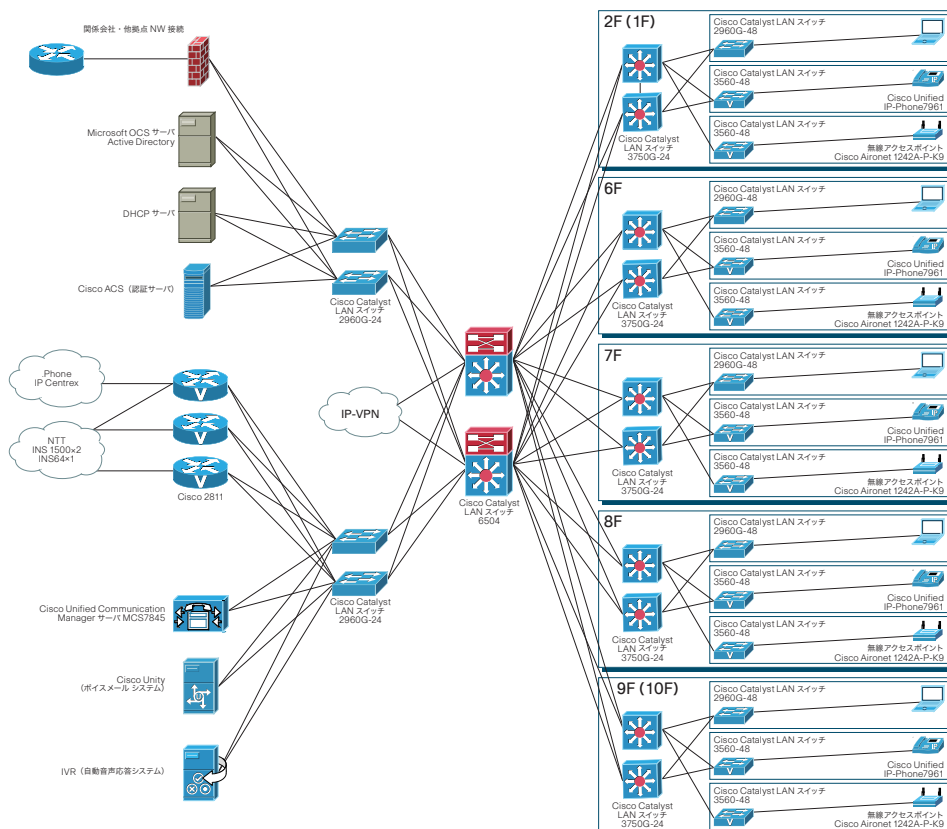 関係会社・他拠点 NW 接続
Microsoft OCS サーバ
Active Directory
DHCP サーバ
Cisco ACS（認証サーバ）
Cisco Catalyst
LAN スイッチ
2960G-24
.Phone
IP Centrex
NTT
INS 1500×2
INS64×1
V
V
V
Cisco 2811
IP-VPN
Cisco Catalyst
LAN スイッチ
6504
Cisco Catalyst
LAN スイッチ
2960G-24
Cisco Unified Communication
Manager サーバ MCS7845
Cisco Unity
（ボイスメール システム）
U
IVR（自動音声応答システム）
2F (1F)
Cisco Catalyst
LAN スイッチ
3750G-24
Cisco Catalyst LAN スイッチ
2960G-48
Cisco Catalyst LAN スイッチ
3560-48
V
IP
Cisco Unified
IP-Phone7961
Cisco Catalyst LAN スイッチ
3560-48
V
無線アクセスポイント
Cisco Aironet 1242A-P-K9
6F
Cisco Catalyst
LAN スイッチ
3750G-24
Cisco Catalyst LAN スイッチ
2960G-48
Cisco Catalyst LAN スイッチ
3560-48
V
IP
Cisco Unified
IP-Phone7961
Cisco Catalyst LAN スイッチ
3560-48
V
無線アクセスポイント
Cisco Aironet 1242A-P-K9
7F
Cisco Catalyst
LAN スイッチ
3750G-24
Cisco Catalyst LAN スイッチ
2960G-48
Cisco Catalyst LAN スイッチ
3560-48
V
IP
Cisco Unified
IP-Phone7961
Cisco Catalyst LAN スイッチ
3560-48
V
無線アクセスポイント
Cisco Aironet 1242A-P-K9
8F
Cisco Catalyst
LAN スイッチ
3750G-24
Cisco Catalyst LAN スイッチ
2960G-48
Cisco Catalyst LAN スイッチ
3560-48
V
IP
Cisco Unified
IP-Phone7961
Cisco Catalyst LAN スイッチ
3560-48
V
無線アクセスポイント
Cisco Aironet 1242A-P-K9
9F (10F)
Cisco Catalyst
LAN スイッチ
3750G-24
Cisco Catalyst LAN スイッチ
2960G-48
Cisco Catalyst LAN スイッチ
3560-48
V
IP
Cisco Unified
IP-Phone7961
Cisco Catalyst LAN スイッチ
3560-48
V
無線アクセスポイント
Cisco Aironet 1242A-P-K9